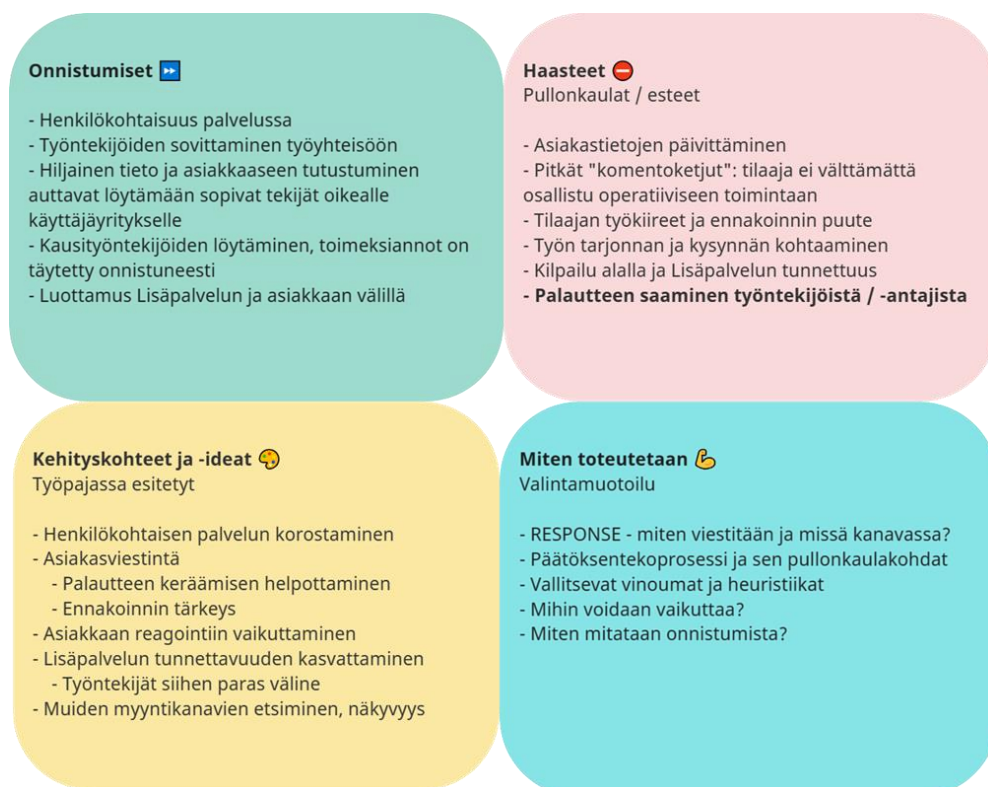 Onnistumiset ⏩
- Henkilökohtaisuus palvelussa
- Työntekijöiden sovittaminen työyhteisöön
- Hiljainen tieto ja asiakkaaseen tutustuminen
auttavat löytämään sopivat tekijät oikealle
käyttäjäyritykselle
- Kausityöntekijöiden löytäminen, toimeksiannot on
täytetty onnistuneesti
- Luottamus Lisäpalvelun ja asiakkaan välillä
Haasteet ⛔
Pullonkaulat / esteet
- Asiakastietojen päivittäminen
- Pitkät "komentoketjut": tilaaja ei välttämättä
osallistu operatiiviseen toimintaan
- Tilaajan työkiireet ja ennakoinnin puute
- Työn tarjonnan ja kysynnän kohtaaminen
- Kilpailu alalla ja Lisäpalvelun tunnettuus
- Palautteen saaminen työntekijöistä / -antajista
Kehityskohteet ja -ideat 🎨
Työpajassa esitetyt
- Henkilökohtaisen palvelun korostaminen
- Asiakasviestintä
- Palautteen keräämisen helpottaminen
- Ennakoinnin tärkeys
- Asiakkaan reagointiin vaikuttaminen
- Lisäpalvelun tunnettavuuden kasvattaminen
- Työntekijät siihen paras väline
- Muiden myyntikanavien etsiminen, näkyvyys
Miten toteutetaan 💪
Valintamuotoilu
- RESPONSE - miten viestitään ja missä kanavassa?
- Päätöksentekoprosessi ja sen pullonkaulakohdat
- Vallitsevat vinoumat ja heuristiikat
- Mihin voidaan vaikuttaa?
- Miten mitataan onnistumista?